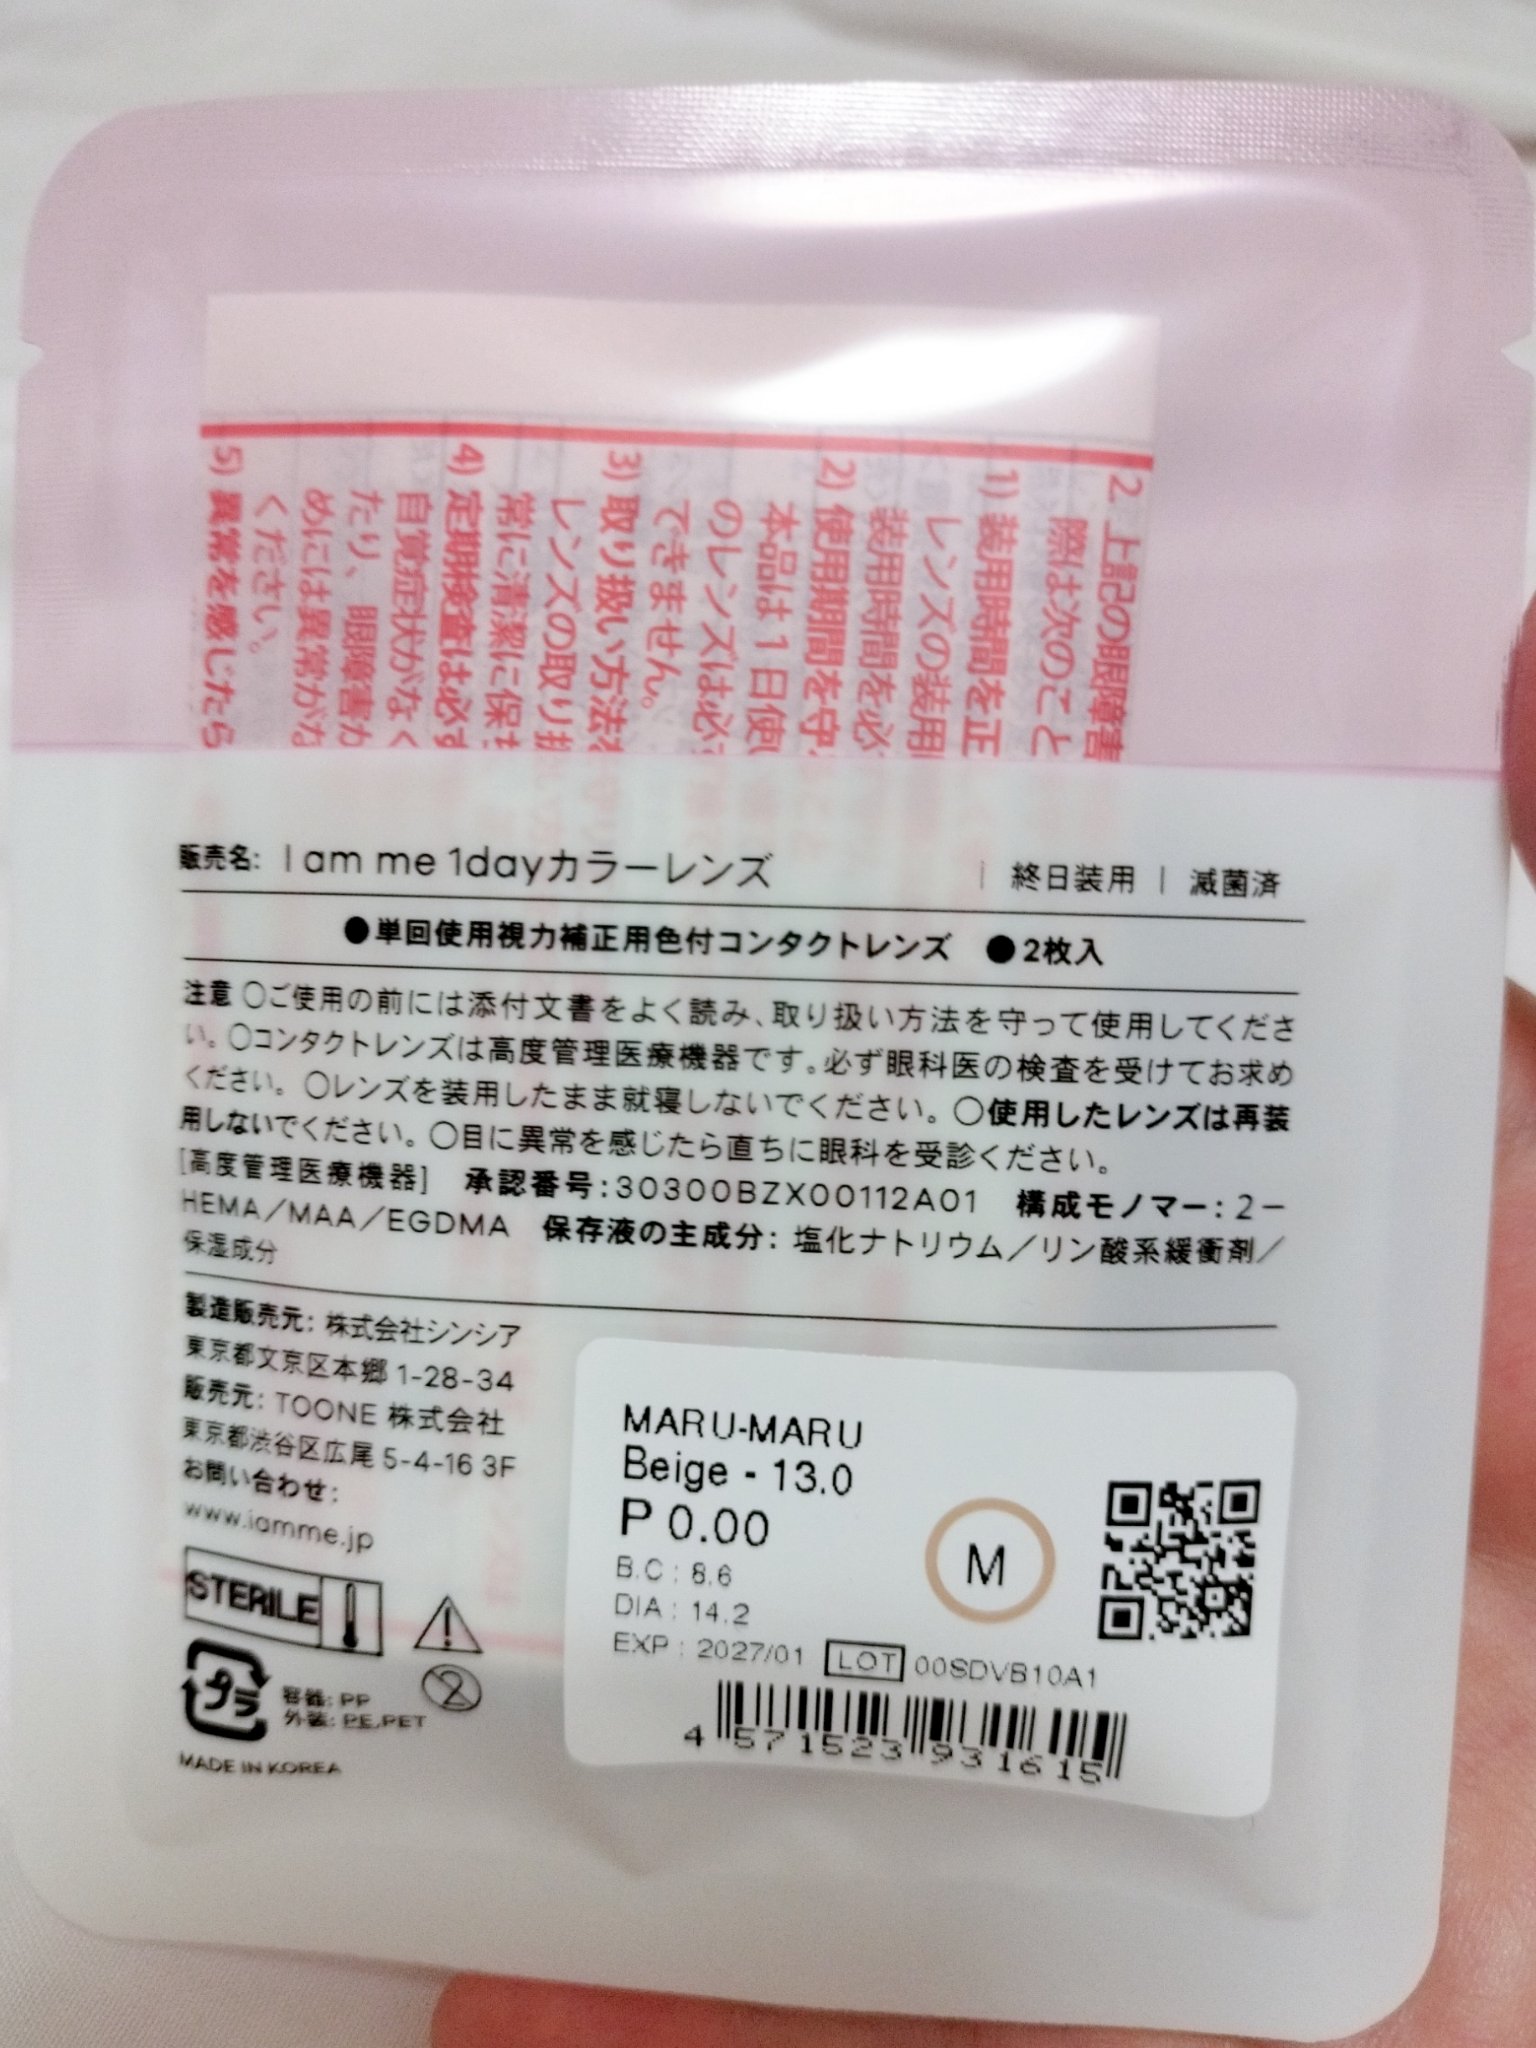 2 上記の眼障害
際は次のこと
1) 装用時間を正
レンズの装用
装用時間を必
2) 使用期間を守
本品は1日使
のレンズは必
できません。
3) 取り扱い方法
レンズの取り
常に清潔に保
4) 定期検査は必ず
自覚症状がなく
たり、眼障害か
めには異常がな
ください。
5) 異常を感じたら
販売名: I am me 1dayカラーレンズ | 終日装用 | 滅菌済
●単回使用視力補正用色付コンタクトレンズ ●2枚入
注意 ○ご使用の前には添付文書をよく読み、取り扱い方法を守って使用してくださ
い。○コンタクトレンズは高度管理医療機器です。必ず眼科医の検査を受けてお求め
ください。○レンズを装用したまま就寝しないでください。○使用したレンズは再装
用しないでください。○目に異常を感じたら直ちに眼科を受診ください。
[高度管理医療機器] 承認番号:30300BZX00112A01 構成モノマー:2-
HEMA/MAA/EGDMA 保存液の主成分:塩化ナトリウム/リン酸系緩衝剤/
保湿成分
製造販売元:株式会社シンシア
東京都文京区本郷 1-28-34
販売元:TOONE 株式会社
東京都渋谷区広尾 5-4-16 3F
お問い合わせ:
www.iamme.jp
STERILE
2
プラ
容器: PP
外装: PE,PET
MADE IN KOREA
MARU-MARU
Beige - 13.0
P 0.00
B.C : 8.6
DIA : 14.2
EXP : 2027/01 LOT 00SDVB10A1
M
4 571523 931615